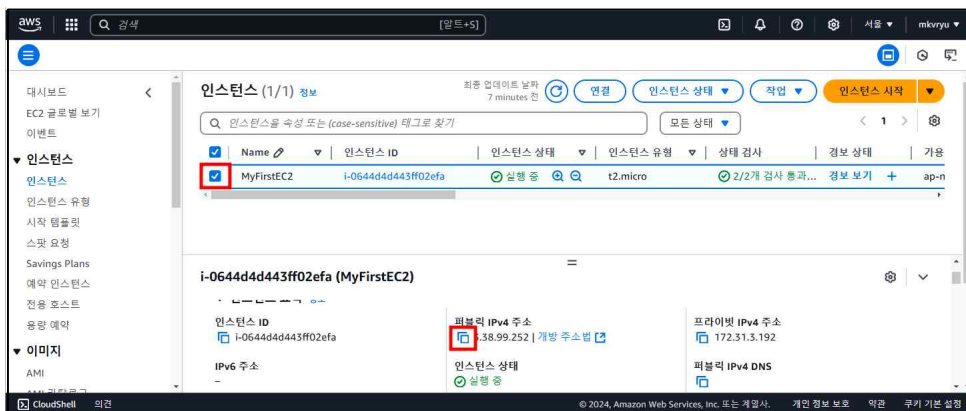 aws 검색 [알트+S] 서울 ▼ mkvryu ▼
대시보드
EC2 글로벌 보기
이벤트
▼ 인스턴스
인스턴스
인스턴스 유형
시작 템플릿
스팟 요청
Savings Plans
예약 인스턴스
전용 호스트
용량 예약
▼ 이미지
AMI
인스턴스 (1/1) 정보
최종 업데이트 날짜
7 minutes 전
연결 인스턴스 상태 ▼ 작업 ▼ 인스턴스 시작 ▼
인스턴스을 속성 또는 (case-sensitive) 태그로 찾기 모든 상태 ▼ < 1 >
Name 인스턴스 ID 인스턴스 상태 인스턴스 유형 상태 검사 경보 상태 가용
MyFirstEC2 i-0644d4d443ff02efa 실행 중 t2.micro 2/2개 검사 통과... 경보 보기 + ap-n
i-0644d4d443ff02efa (MyFirstEC2)
인스턴스 ID
i-0644d4d443ff02efa
퍼블릭 IPv4 주소
.38.99.252 | 개방 주소법
프라이빗 IPv4 주소
172.31.3.192
IPv6 주소
–
인스턴스 상태
실행 중
퍼블릭 IPv4 DNS
CloudShell 의견 © 2024, Amazon Web Services, Inc. 또는 계열사. 개인 정보 보호 약관 쿠키 기본 설정